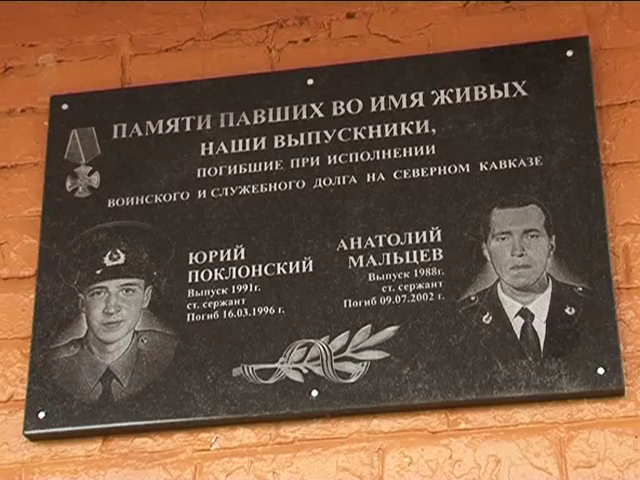 ПАМЯТИ ПАВШИХ ВО ИМЯ ЖИВЫХ
НАШИ ВЫПУСКНИКИ,
ПОГИБШИЕ ПРИ ИСПОЛНЕНИИ
ВОИНСКОГО И СЛУЖЕБНОГО ДОЛГА НА СЕВЕРНОМ КАВКАЗЕ
ЮРИЙ
ПОКЛОНСКИЙ
Выпуск 1991г.
ст. сержант
Погиб 16.03.1996 г.
АНАТОЛИЙ
МАЛЬЦЕВ
Выпуск 1988г.
ст. сержант
Погиб 09.07.2002 г.